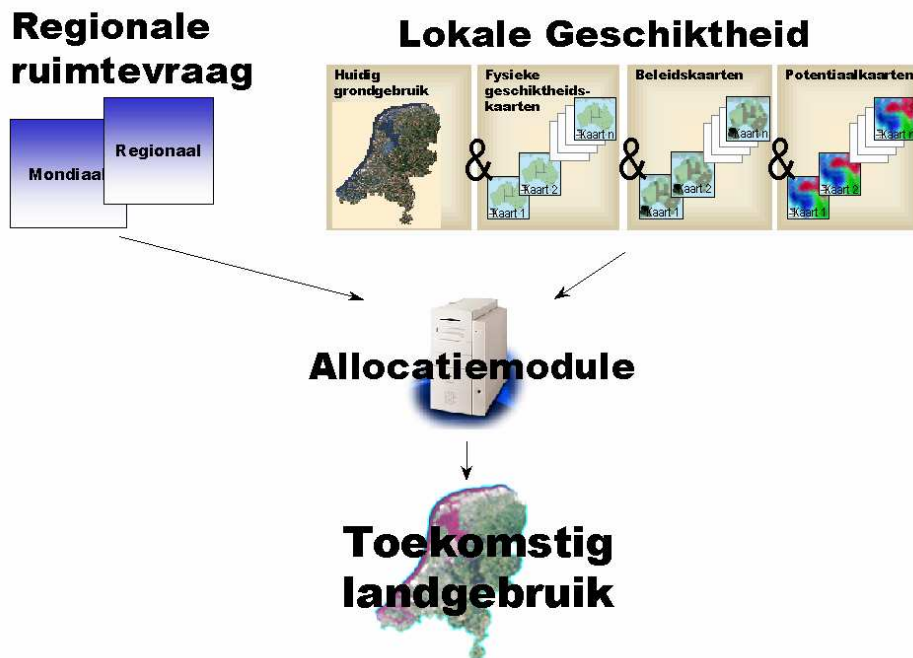 Regionale
ruimtevraag
Mondiaal
Regionaal
Lokale Geschiktheid
Huidig
grondgebruik
&
Fysieke
geschiktheids-
kaarten
Kaart 1
Kaart 2
Kaart n
&
Beleidskaarten
Kaart 1
Kaart 2
Kaart n
&
Potentiaalkaarten
Kaart 1
Kaart 2
Kaart n
Allocatiemodule
Toekomstig
landgebruik